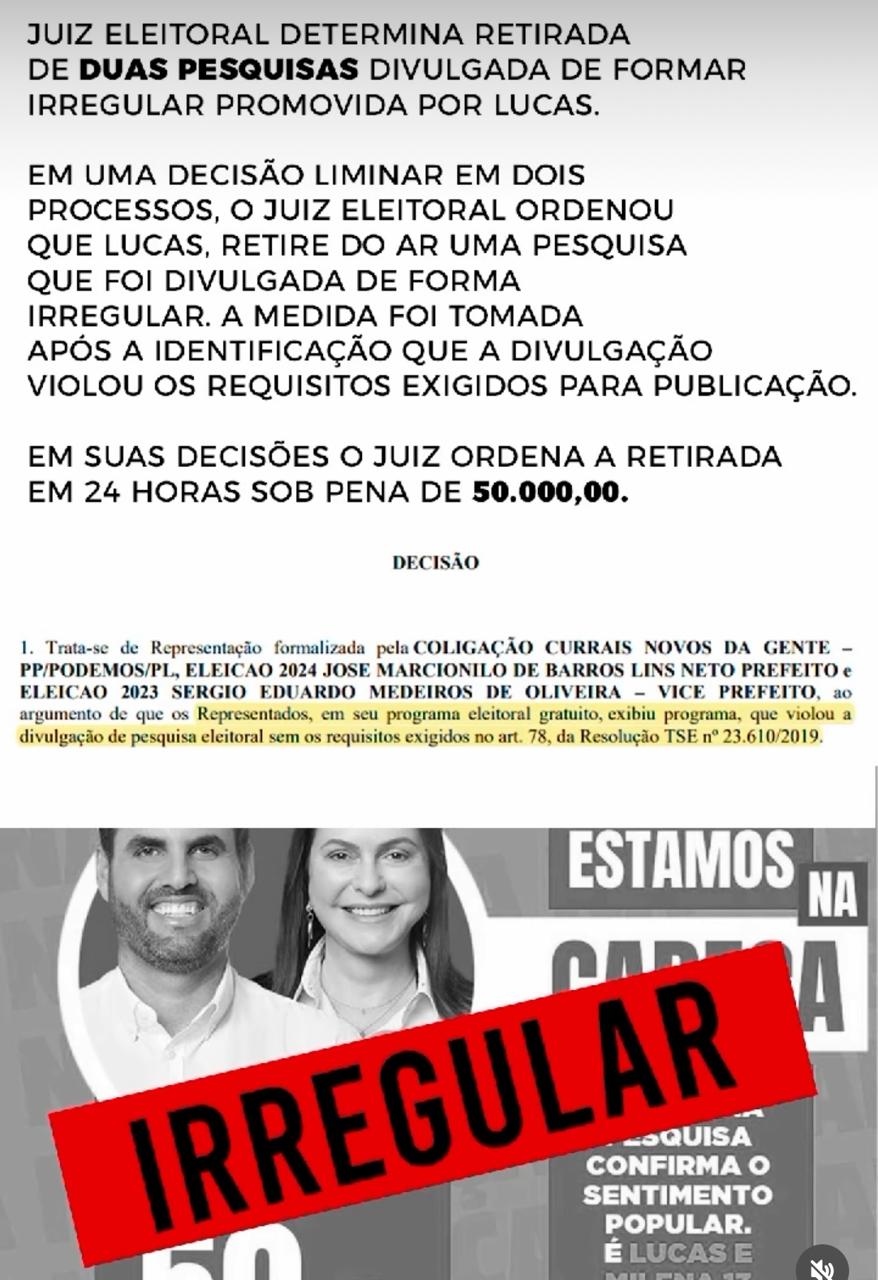 JUIZ ELEITORAL DETERMINA RETIRADA
DE DUAS PESQUISAS DIVULGADA DE FORMAR
IRREGULAR PROMOVIDA POR LUCAS.
EM UMA DECISÃO LIMINAR EM DOIS
PROCESSOS, O JUIZ ELEITORAL ORDENOU
QUE LUCAS, RETIRE DO AR UMA PESQUISA
QUE FOI DIVULGADA DE FORMA
IRREGULAR. A MEDIDA FOI TOMADA
APÓS A IDENTIFICAÇÃO QUE A DIVULGAÇÃO
VIOLOU OS REQUISITOS EXIGIDOS PARA PUBLICAÇÃO.
EM SUAS DECISÕES O JUIZ ORDENA A RETIRADA
EM 24 HORAS SOB PENA DE 50.000,00.
DECISÃO
1. Trata-se de Representação formalizada pela COLIGAÇÃO CURRAIS NOVOS DA GENTE –
PP/PODEMOS/PL, ELEICAO 2024 JOSE MARCIONILO DE BARROS LINS NETO PREFEITO e
ELEICAO 2023 SERGIO EDUARDO MEDEIROS DE OLIVEIRA – VICE PREFEITO, ao
argumento de que os Representados, em seu programa eleitoral gratuito, exibiu programa, que violou a
divulgação de pesquisa eleitoral sem os requisitos exigidos no art. 78, da Resolução TSE nº 23.610/2019.
ESTAMOS
NA
IRREGULAR
PESQUISA
CONFIRMA O
SENTIMENTO
POPULAR.
É LUCAS E